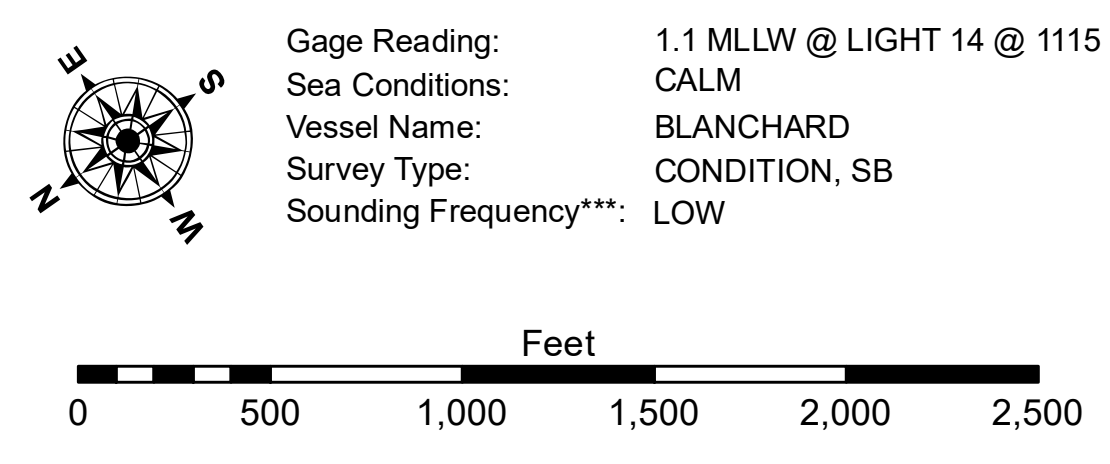 E
S
N
W
Gage Reading: 1.1 MLLW @ LIGHT 14 @ 1115
Sea Conditions: CALM
Vessel Name: BLANCHARD
Survey Type: CONDITION, SB
Sounding Frequency***: LOW
Feet
0 500 1,000 1,500 2,000 2,500